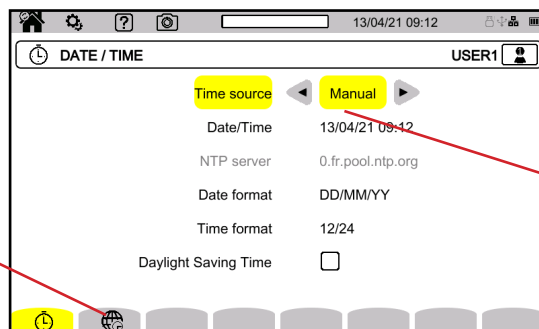 ? 13/04/21 09:12
DATE / TIME USER1
Time source Manual
Date/Time 13/04/21 09:12
NTP server 0.fr.pool.ntp.org
Date format DD/MM/YY
Time format 12/24
Daylight Saving Time